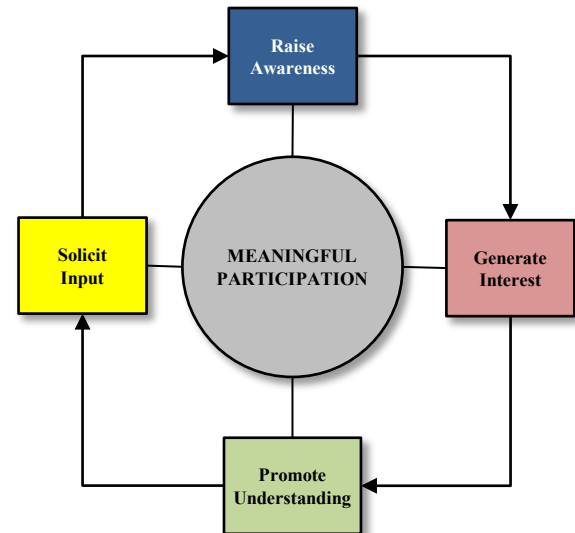 Raise
Awareness
Solicit
Input
MEANINGFUL
PARTICIPATION
Generate
Interest
Promote
Understanding